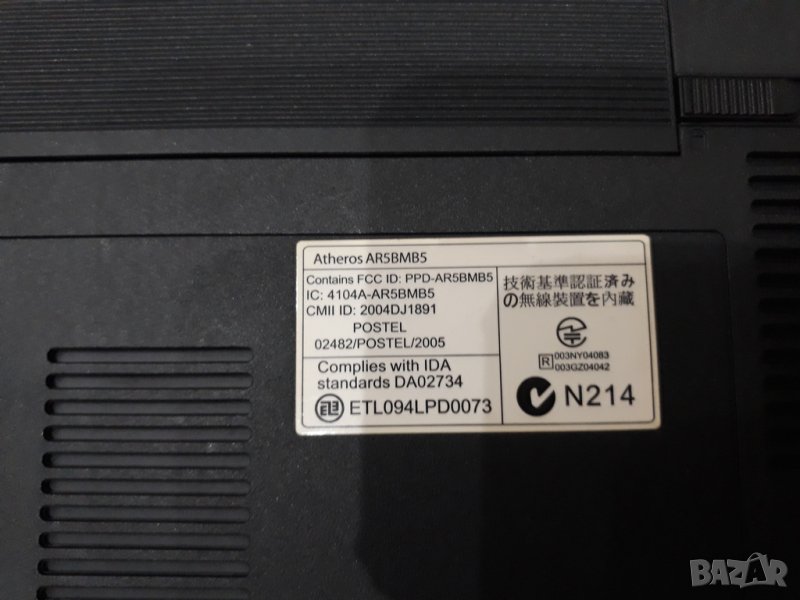 Atheros AR5BMB5
Contains FCC ID: PPD-AR5BMB5
IC: 4104A-AR5BMB5
CMII ID: 2004DJ1891
POSTEL
02482/POSTEL/2005
Complies with IDA
standards DA02734
ETL094LPD0073
技術基準認証済み
の無線装置を内蔵
R 003NY04083
003GZ04042
N214
BAZAR